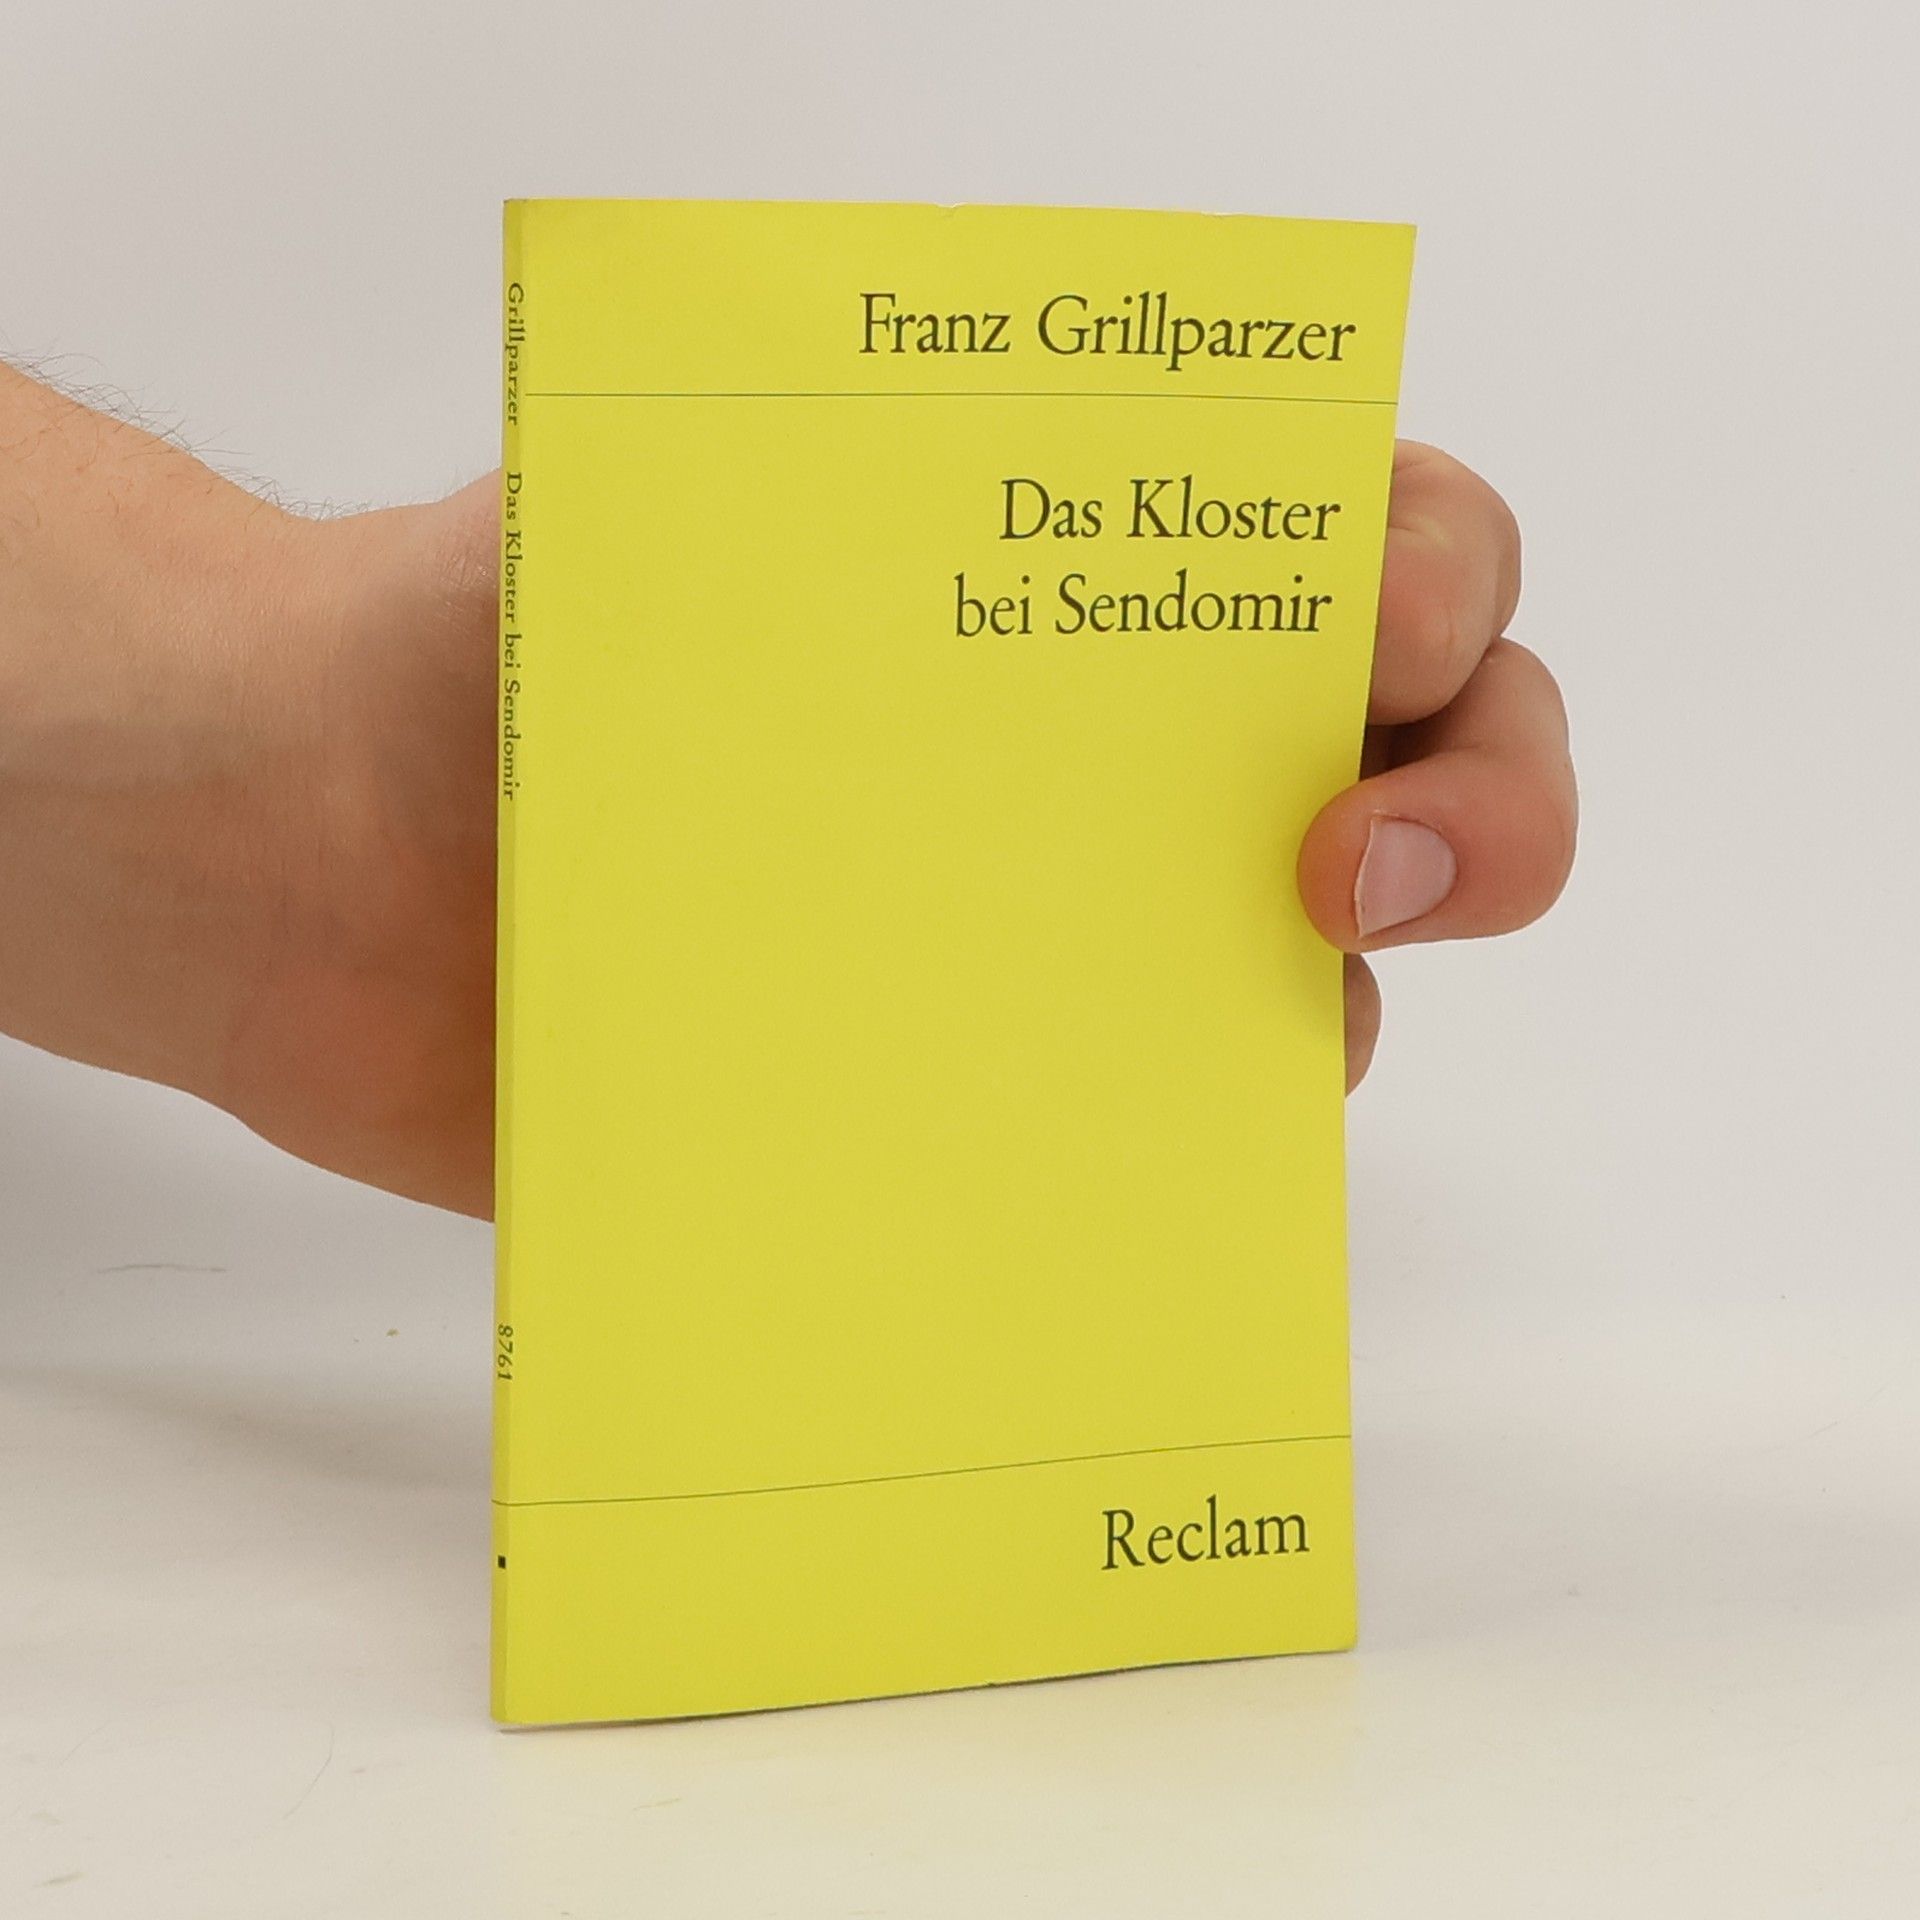 Franz Grillparzer
Das Kloster
bei Sendomir
Reclam
Grillparzer Das Kloster bei Sendomir 8761